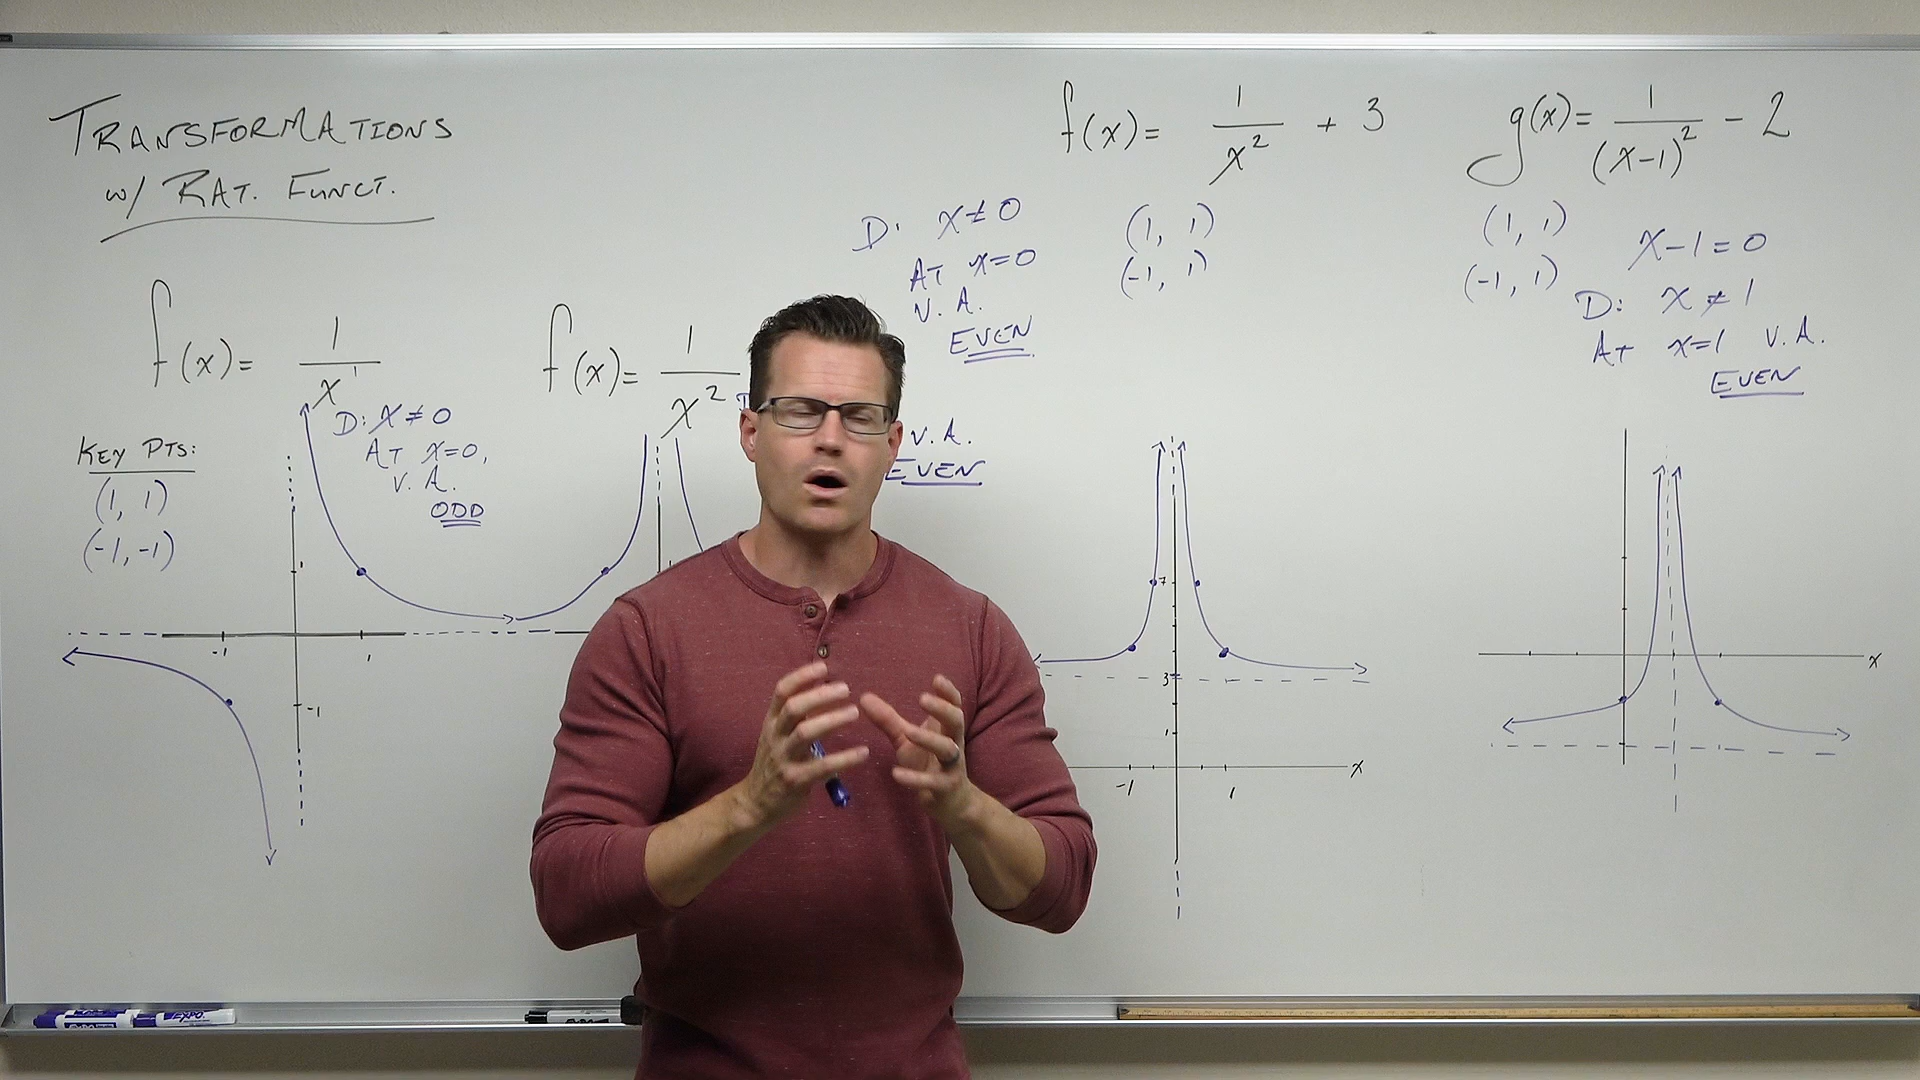 TRANSFORMATIONS
w/ RAT. FUNCT.
f(x)= 1/x¹
D: x≠0
AT x=0,
V.A.
ODD
KEY PTS:
(1, 1)
(-1, -1)
1
-1
1
-1
f(x)= 1/x²
V.A.
EVEN
f(x)= 1/x² + 3
D: x≠0
AT x=0
V.A.
EVEN
(1, 1)
(-1, 1)
7
3
1
-1
1
x
g(x)= 1/(x-1)² - 2
(1, 1)
(-1, 1)
x-1=0
D: x≠1
AT x=1 V.A.
EVEN
x
EXPO